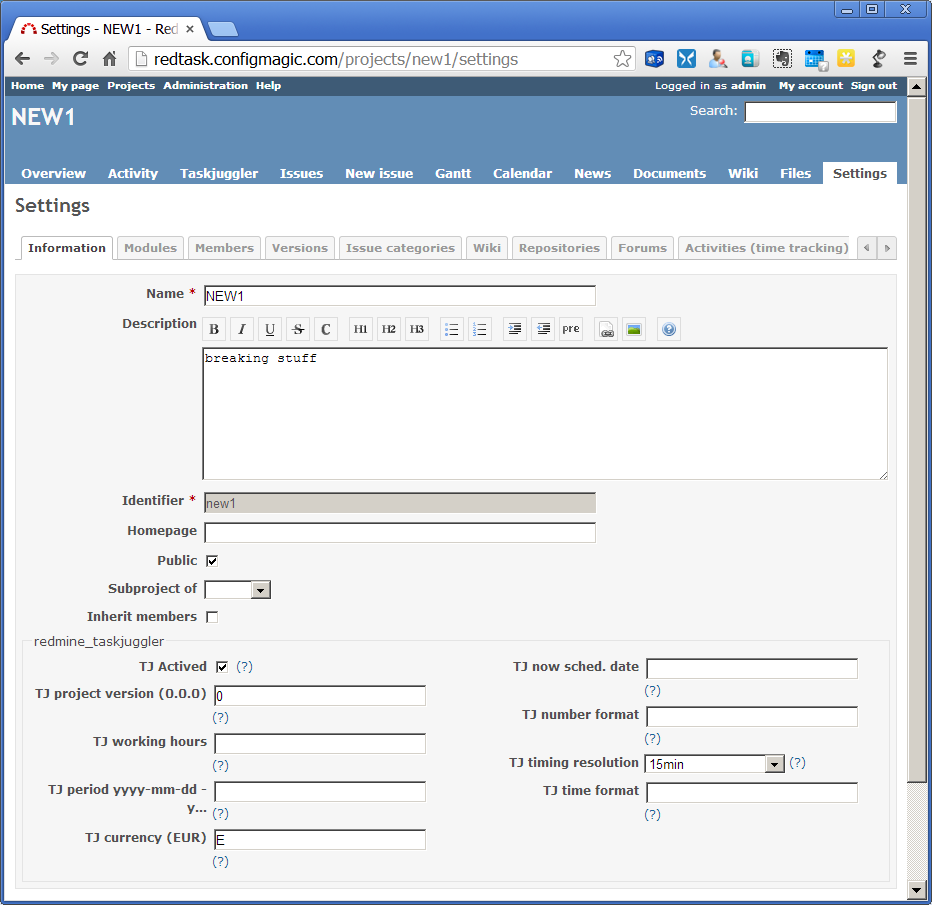 Settings - NEW1 - Red
redtask.configmagic.com/projects/new1/settings
Home My page Projects Administration Help Logged in as admin My account Sign out
NEW1 Search:
Overview Activity Taskjuggler Issues New issue Gantt Calendar News Documents Wiki Files Settings
Settings
Information Modules Members Versions Issue categories Wiki Repositories Forums Activities (time tracking)
Name * NEW1
Description B I U S C H1 H2 H3 pre
breaking stuff
Identifier * new1
Homepage
Public
Subproject of
Inherit members
redmine_taskjuggler
TJ Actived (?) TJ now sched. date
(?)
TJ project version (0.0.0) 0 TJ number format
(?) (?)
TJ working hours TJ timing resolution 15min (?)
(?)
TJ period yyyy-mm-dd - y... TJ time format
(?) (?)
TJ currency (EUR) E
(?)